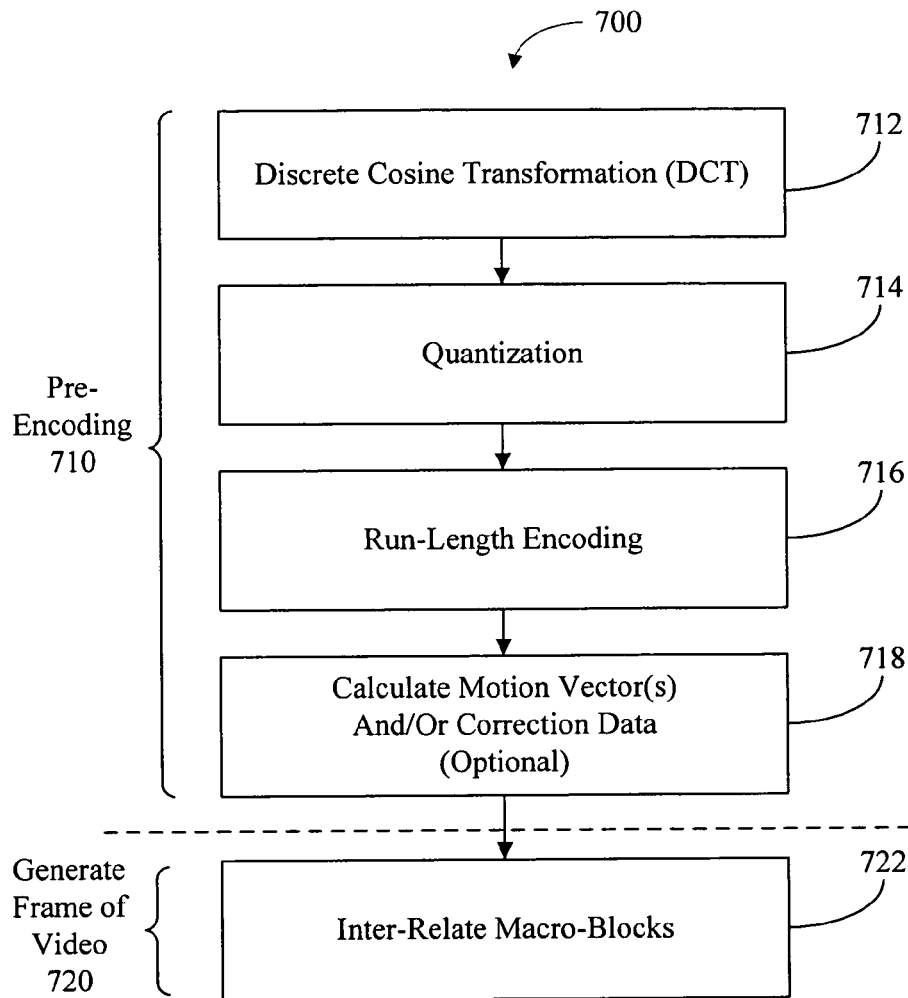 700
712
Discrete Cosine Transformation (DCT)
714
Quantization
Pre-
Encoding
710
716
Run-Length Encoding
718
Calculate Motion Vector(s)
And/Or Correction Data
(Optional)
722
Generate
Frame of
Video
720
Inter-Relate Macro-Blocks